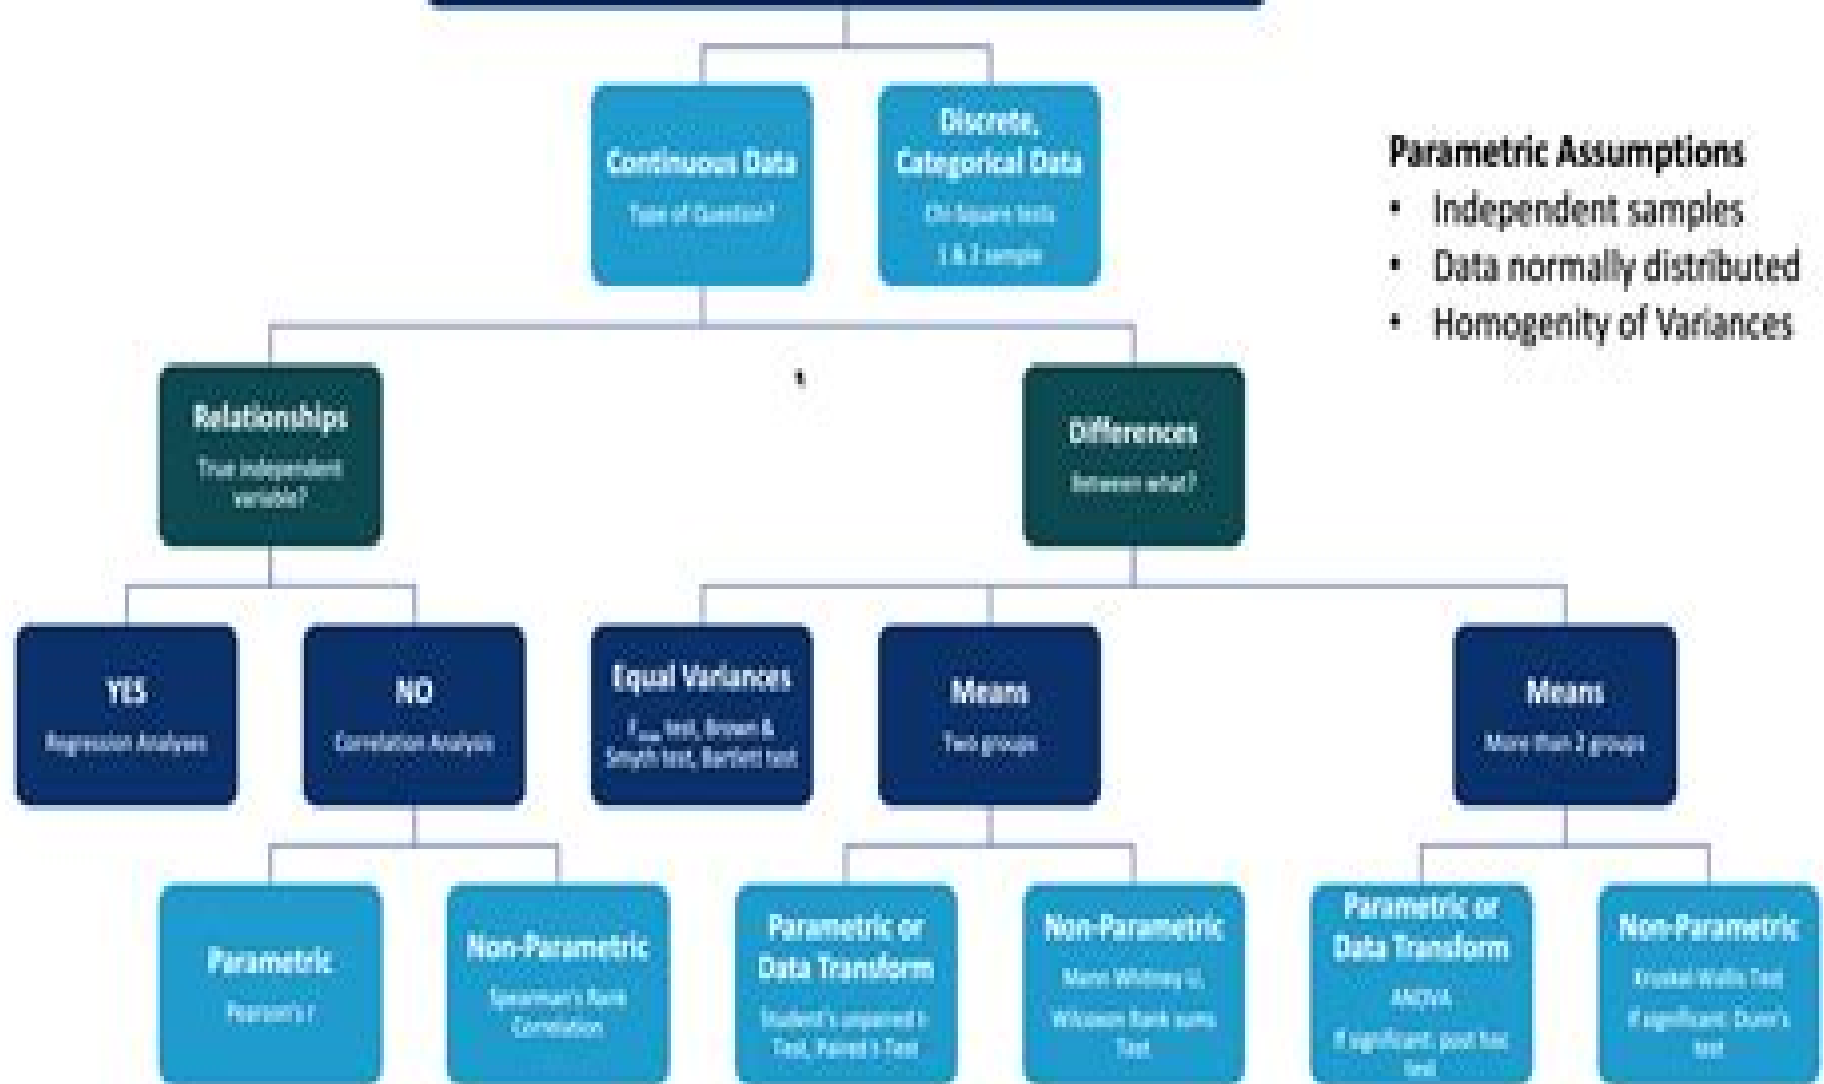 Continuous Data
Type of Question?
Discrete,
Categorical Data
Chi-Square tests
1 & 2 sample
Parametric Assumptions
• Independent samples
• Data normally distributed
• Homogenity of Variances
Relationships
True independent
variable?
Differences
Between what?
YES
Regression Analyses
NO
Correlation Analysis
Equal Variances
Fmax test, Brown &
Smyth test, Bartlett test
Means
Two groups
Means
More than 2 groups
Parametric
Pearson's r
Non-Parametric
Spearman's Rank
Correlation
Parametric or
Data Transform
Student's unpaired t-
Test, Paired t-Test
Non-Parametric
Mann Whitney U,
Wilcoxon Rank sums
Test
Parametric or
Data Transform
ANOVA
If significant: post hoc
test
Non-Parametric
Kruskal-Wallis Test
If significant: Dunn's
test